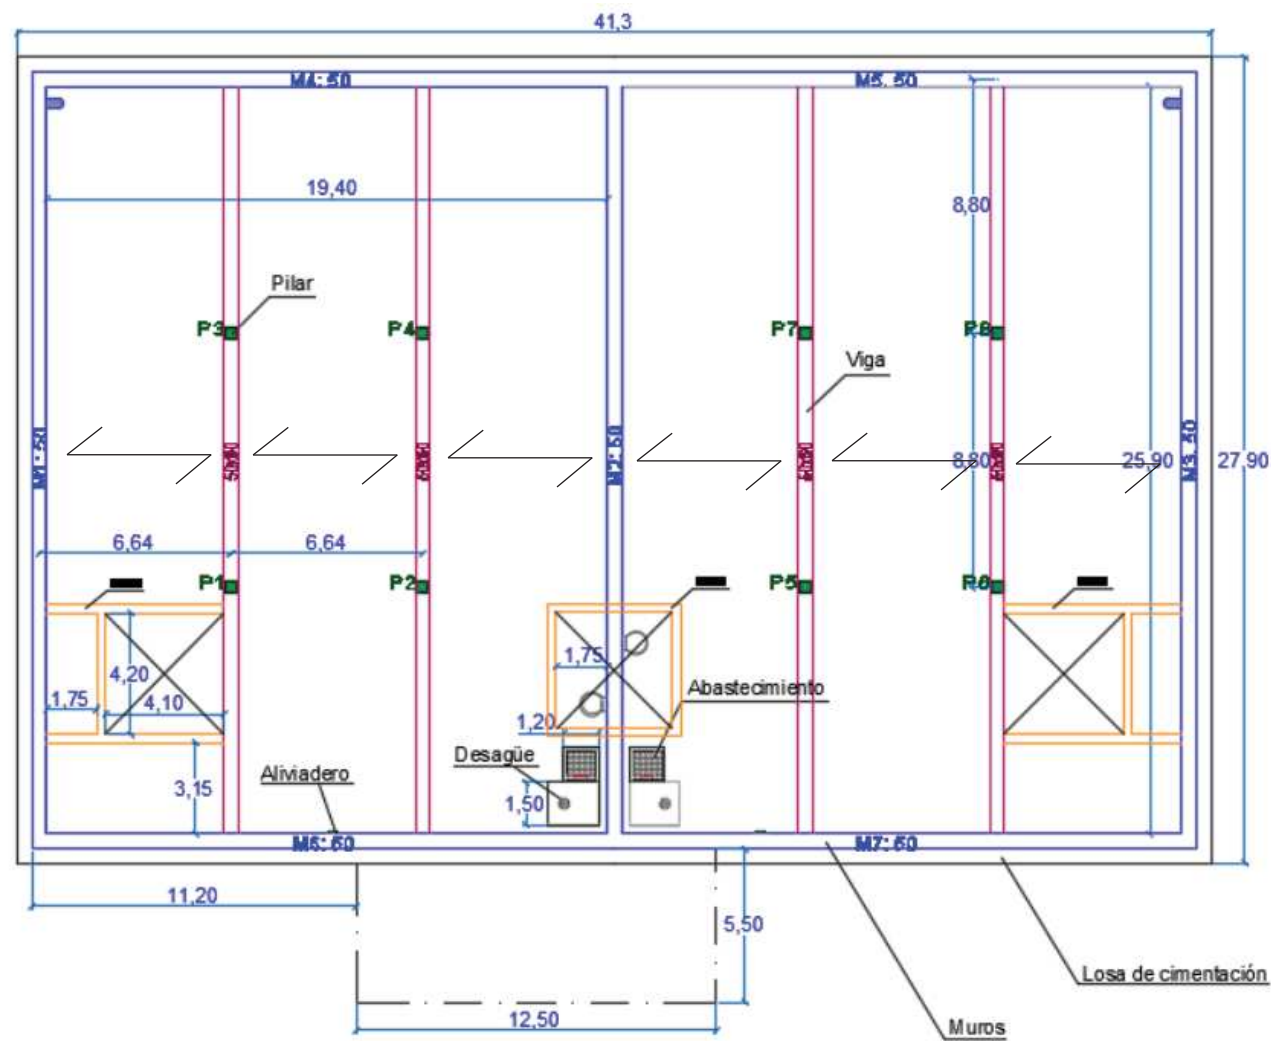 41,3
M4: 50
M5. 50
19,40
8,80
Pilar
P3
P4
P7
P8
Viga
M1: 50
M2: 50
8,80
25,90
M3. 50
27,90
6,64
6,64
P1
P2
P5
P6
4,20
1,75
4,10
1,75
Abastecimiento
1,20
Desagüe
Aliviadero
3,15
1,50
M6: 50
M7: 50
11,20
5,50
Losa de cimentación
12,50
Muros